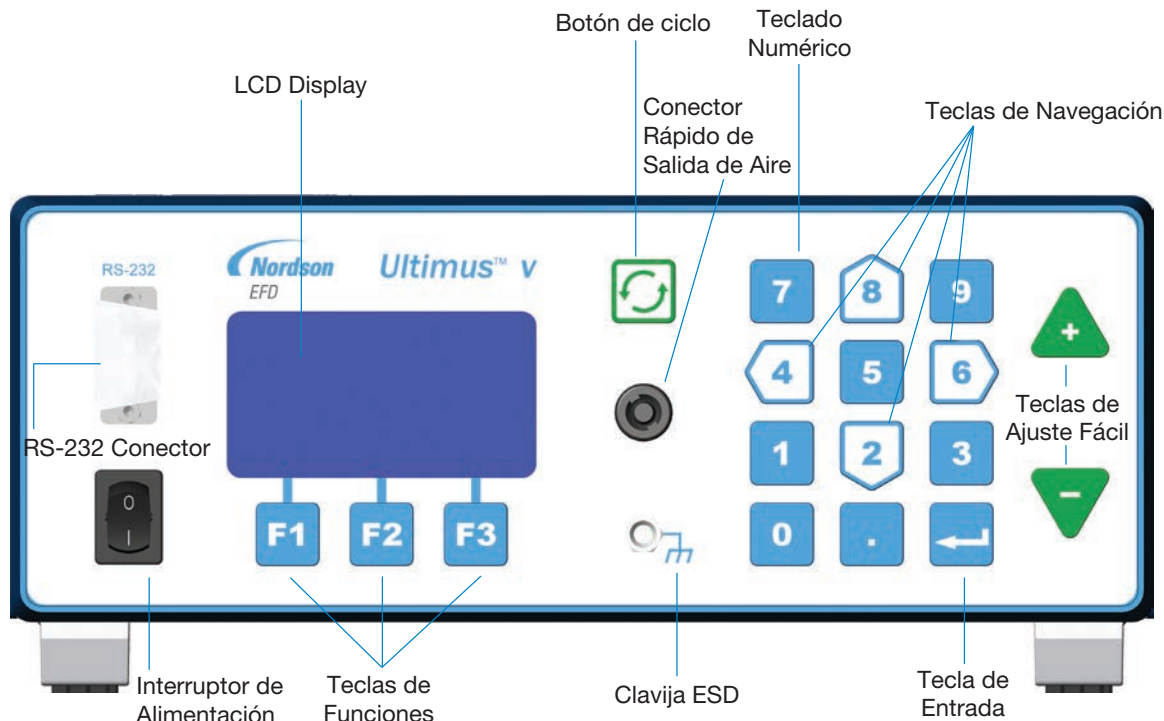 Botón de ciclo
Teclado
Numérico
LCD Display
Conector
Rápido de
Salida de Aire
Teclas de Navegación
RS-232
Nordson
EFD
Ultimus™ V
7
8
9
4
5
6
+
Teclas de
Ajuste Fácil
RS-232 Conector
1
2
3
−
0
I
F1
F2
F3
0
.
Interruptor de
Alimentación
Teclas de
Funciones
Clavija ESD
Tecla de
Entrada